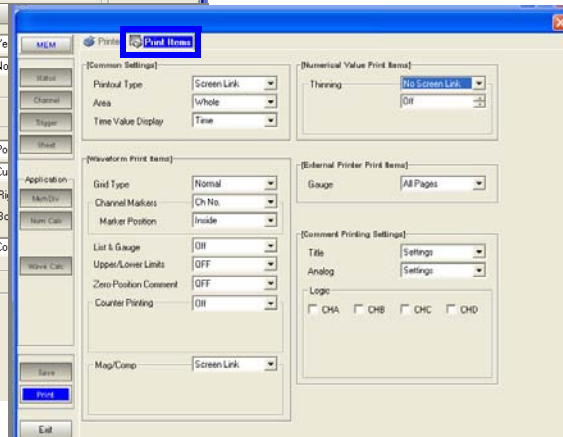 MEM
Printe
Print Items
Status
Channel
Trigger
Sheet
Application
Mem Div
Num Calc
Wave Calc
Save
Print
Exit
[Common Settings]
Printout Type Screen Link
Area Whole
Time Value Display Time
[Waveform Print Items]
Grid Type Normal
Channel Markers Ch No.
Marker Position Inside
List & Gauge Off
Upper/Lower Limits OFF
Zero Position Comment OFF
Counter Printing Off
Mag/Comp Screen Link
[Numerical Value Print Items]
Thinning No Screen Link
Off
[External Printer Print Items]
Gauge All Pages
[Comment Printing Settings]
Title Settings
Analog Settings
Logic
CHA CHB CHC CHD